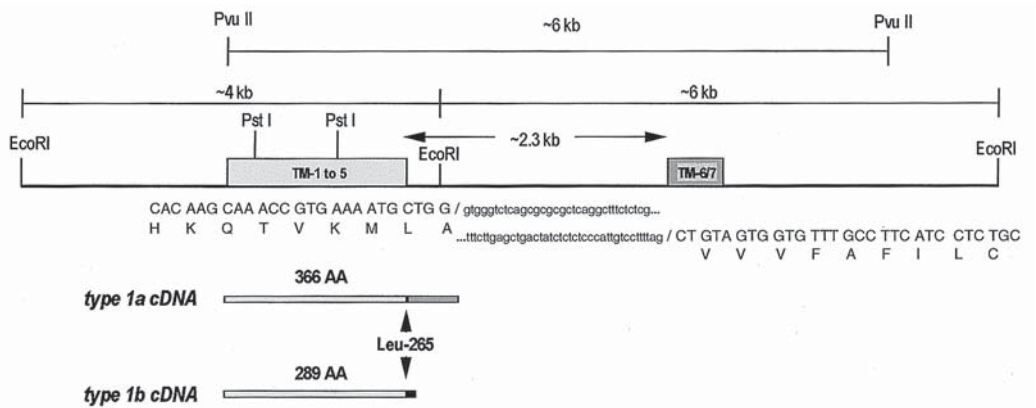 Pvu II
Pvu II
~6 kb
~4 kb
~6 kb
Pst I
Pst I
~2.3 kb
EcoRI
EcoRI
EcoRI
TM-1 to 5
TM-6/7
CAC AAG CAA ACC GTG AAA ATG CTG G / gtgggtctcagcgcgcgctcaggctttctctcg...
H K Q T V K M L A
...tttcttgagctgactatctctctcccattgtccttttag / CT GTA GTG GTG TTT GCC TTC ATC CTC TGC
V V V F A F I L C
366 AA
type 1a cDNA
Leu-265
289 AA
type 1b cDNA